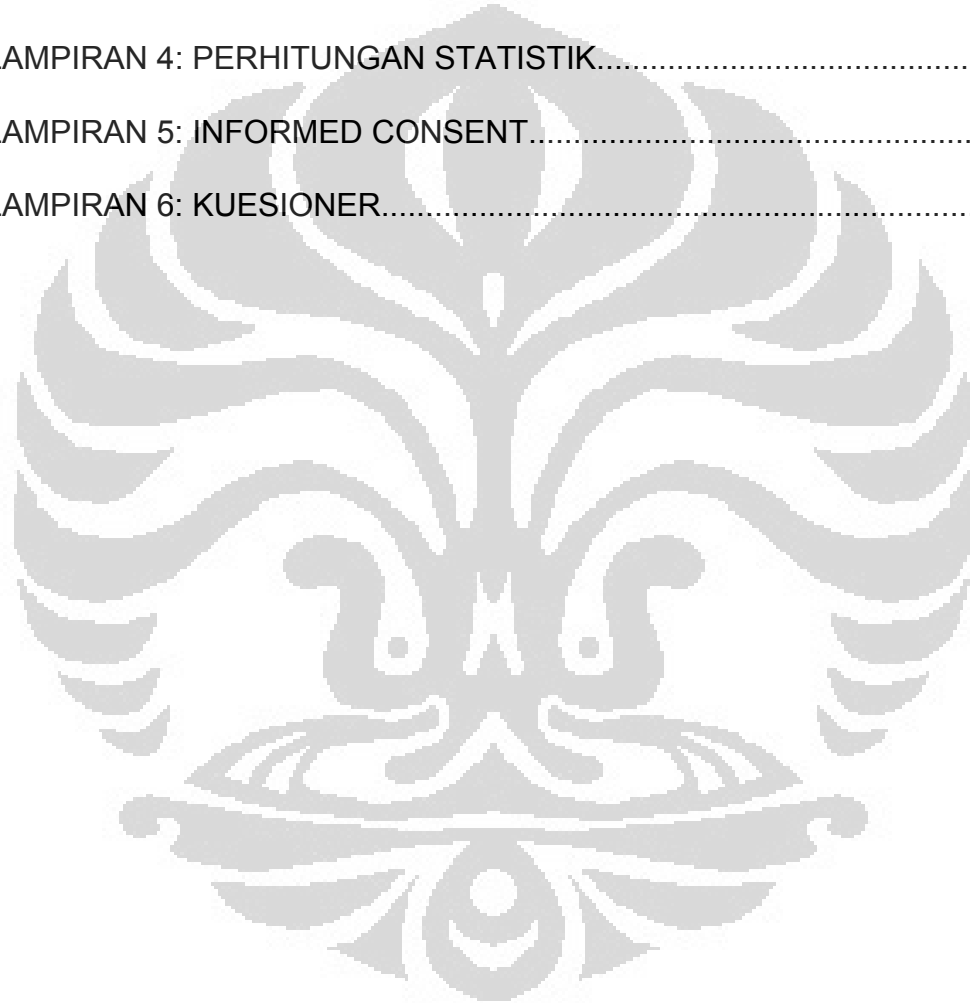 LAMPIRAN 4: PERHITUNGAN STATISTIK..........................................
LAMPIRAN 5: INFORMED CONSENT..................................................
LAMPIRAN 6: KUESIONER..................................................................